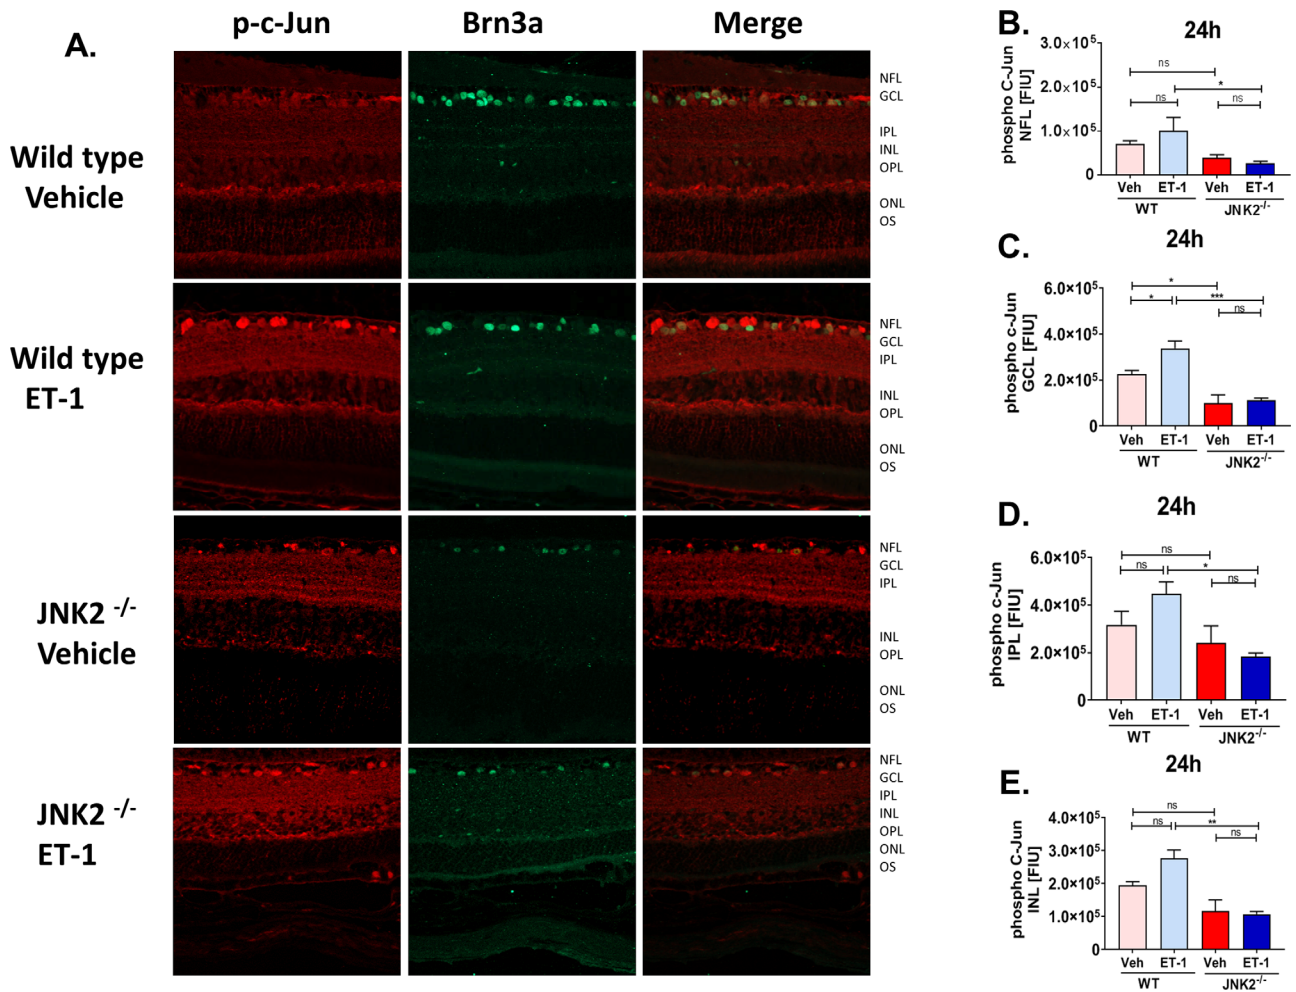 A.
p-c-Jun
Brn3a
Merge
Wild type
Vehicle
NFL
GCL
IPL
INL
OPL
ONL
OS
Wild type
ET-1
NFL
GCL
IPL
INL
OPL
ONL
OS
JNK2 -/-
Vehicle
NFL
GCL
IPL
INL
OPL
ONL
OS
JNK2 -/-
ET-1
NFL
GCL
IPL
INL
OPL
ONL
OS
B.
24h
phospho C-Jun
NFL [FIU]
3.0×10⁵
2.0×10⁵
1.0×10⁵
0
ns
*
ns
ns
Veh
ET-1
Veh
ET-1
WT
JNK2-/-
C.
24h
phospho c-Jun
GCL [FIU]
6.0×10⁵
4.0×10⁵
2.0×10⁵
0
*
*
***
ns
Veh
ET-1
Veh
ET-1
WT
JNK2-/-
D.
24h
phospho c-Jun
IPL [FIU]
6.0×10⁵
4.0×10⁵
2.0×10⁵
0
ns
ns
*
ns
Veh
ET-1
Veh
ET-1
WT
JNK2-/-
E.
24h
phospho C-Jun
INL [FIU]
4.0×10⁵
3.0×10⁵
2.0×10⁵
1.0×10⁵
0
ns
ns
**
ns
Veh
ET-1
Veh
ET-1
WT
JNK2-/-